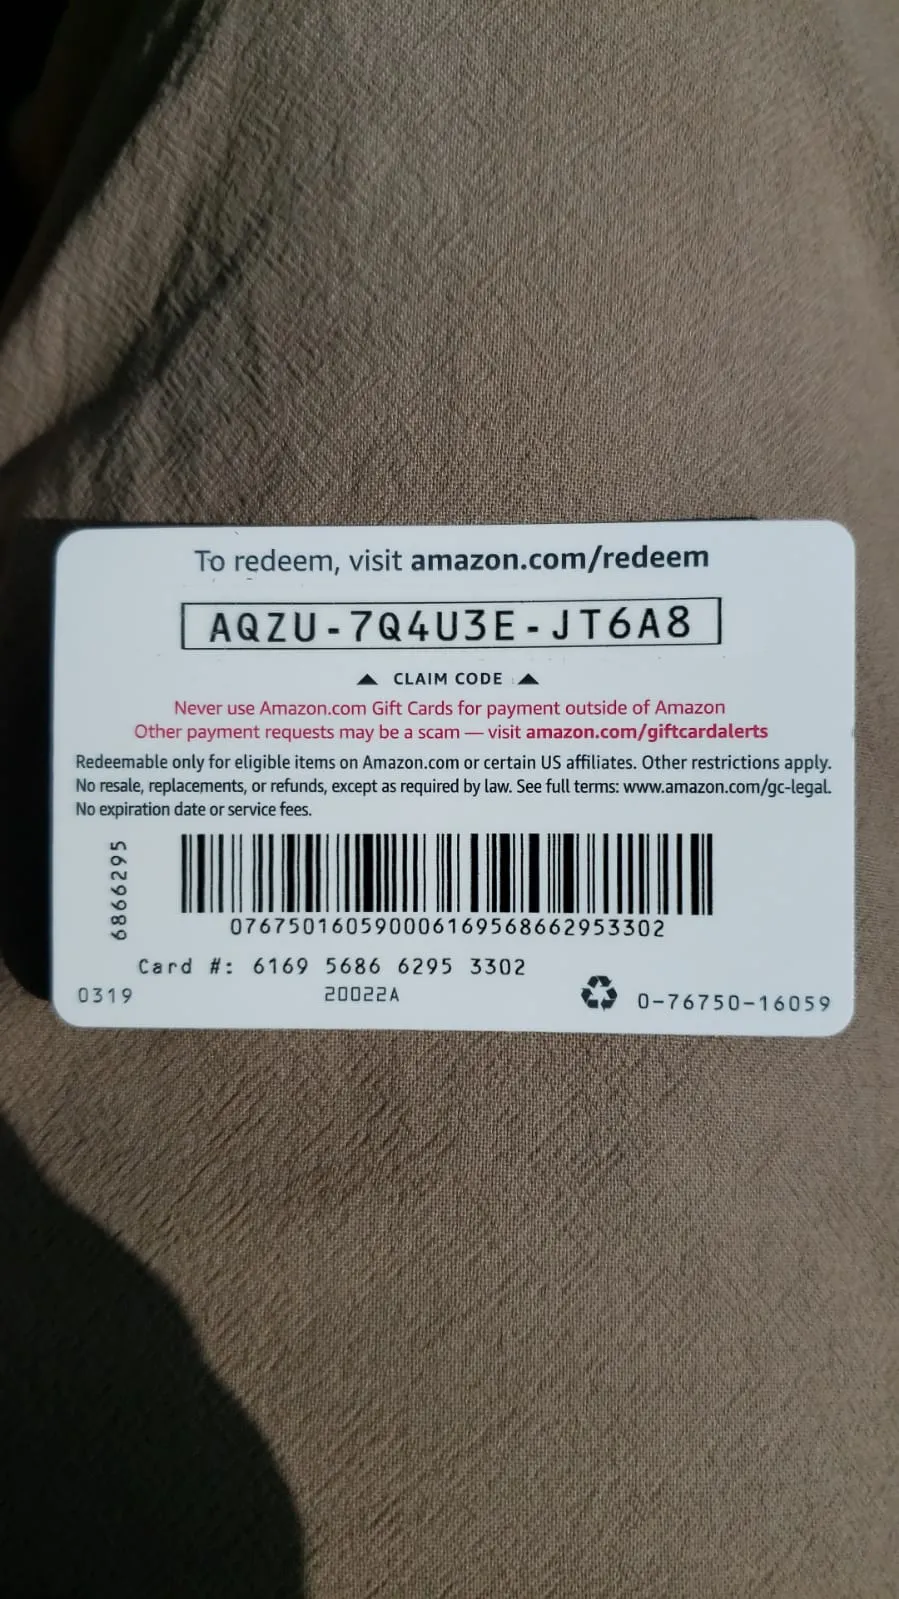 To redeem, visit amazon.com/redeem
AQZU-7Q4U3E-JT6A8
▲ CLAIM CODE ▲
Never use Amazon.com Gift Cards for payment outside of Amazon
Other payment requests may be a scam — visit amazon.com/giftcardalerts
Redeemable only for eligible items on Amazon.com or certain US affiliates. Other restrictions apply.
No resale, replacements, or refunds, except as required by law. See full terms: www.amazon.com/gc-legal.
No expiration date or service fees.
6866295
076750160590006169568662953302
Card #: 6169 5686 6295 3302
0319
20022A
0-76750-16059